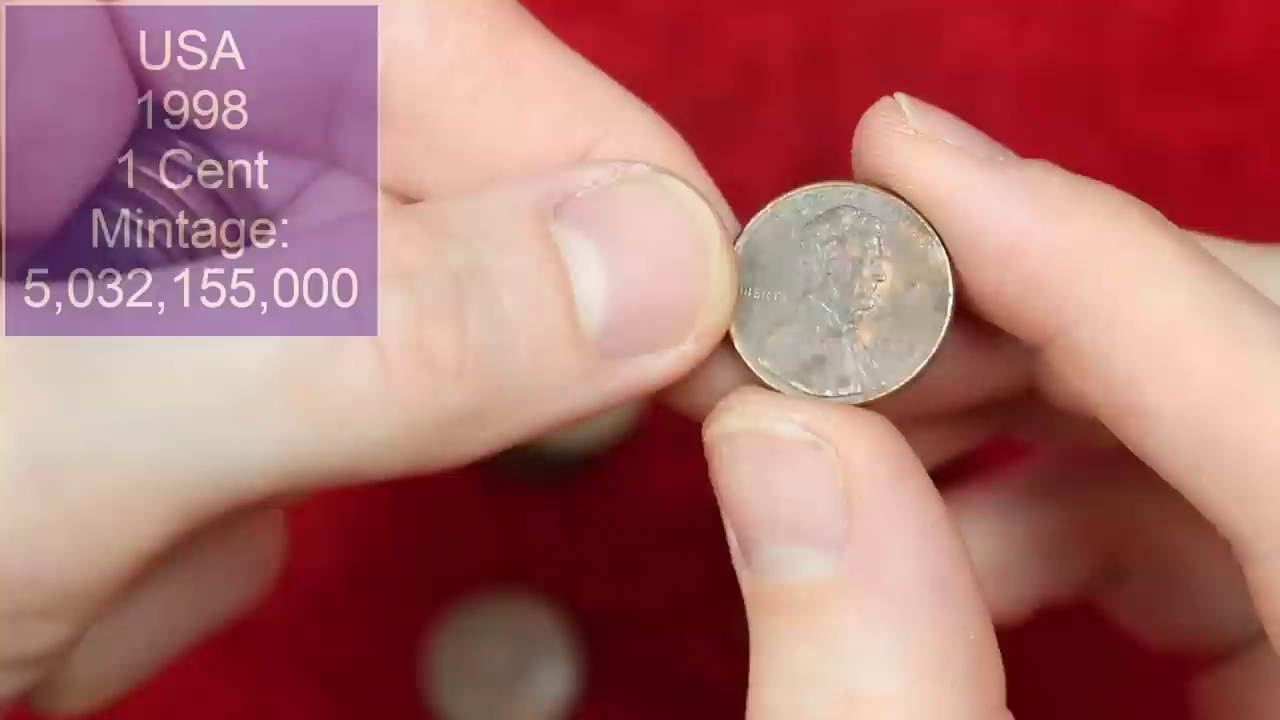 USA
1998
1 Cent
Mintage:
5,032,155,000
LIBERTY